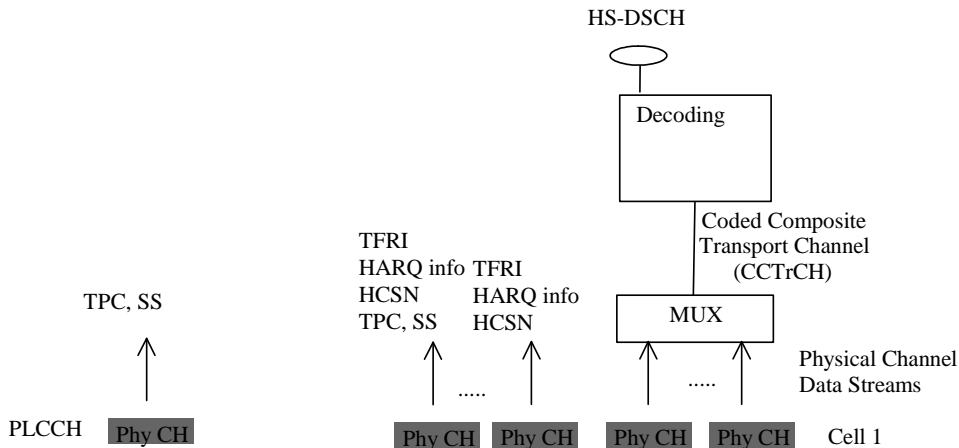 HS-DSCH
Decoding
Coded Composite
Transport Channel
(CCTrCH)
TFRI
HARQ info
HCSN
TPC, SS
TFRI
HARQ info
HCSN
TPC, SS
MUX
Physical Channel
Data Streams
.....
.....
PLCCH
Phy CH
Phy CH
Phy CH
Phy CH
Phy CH
Cell 1